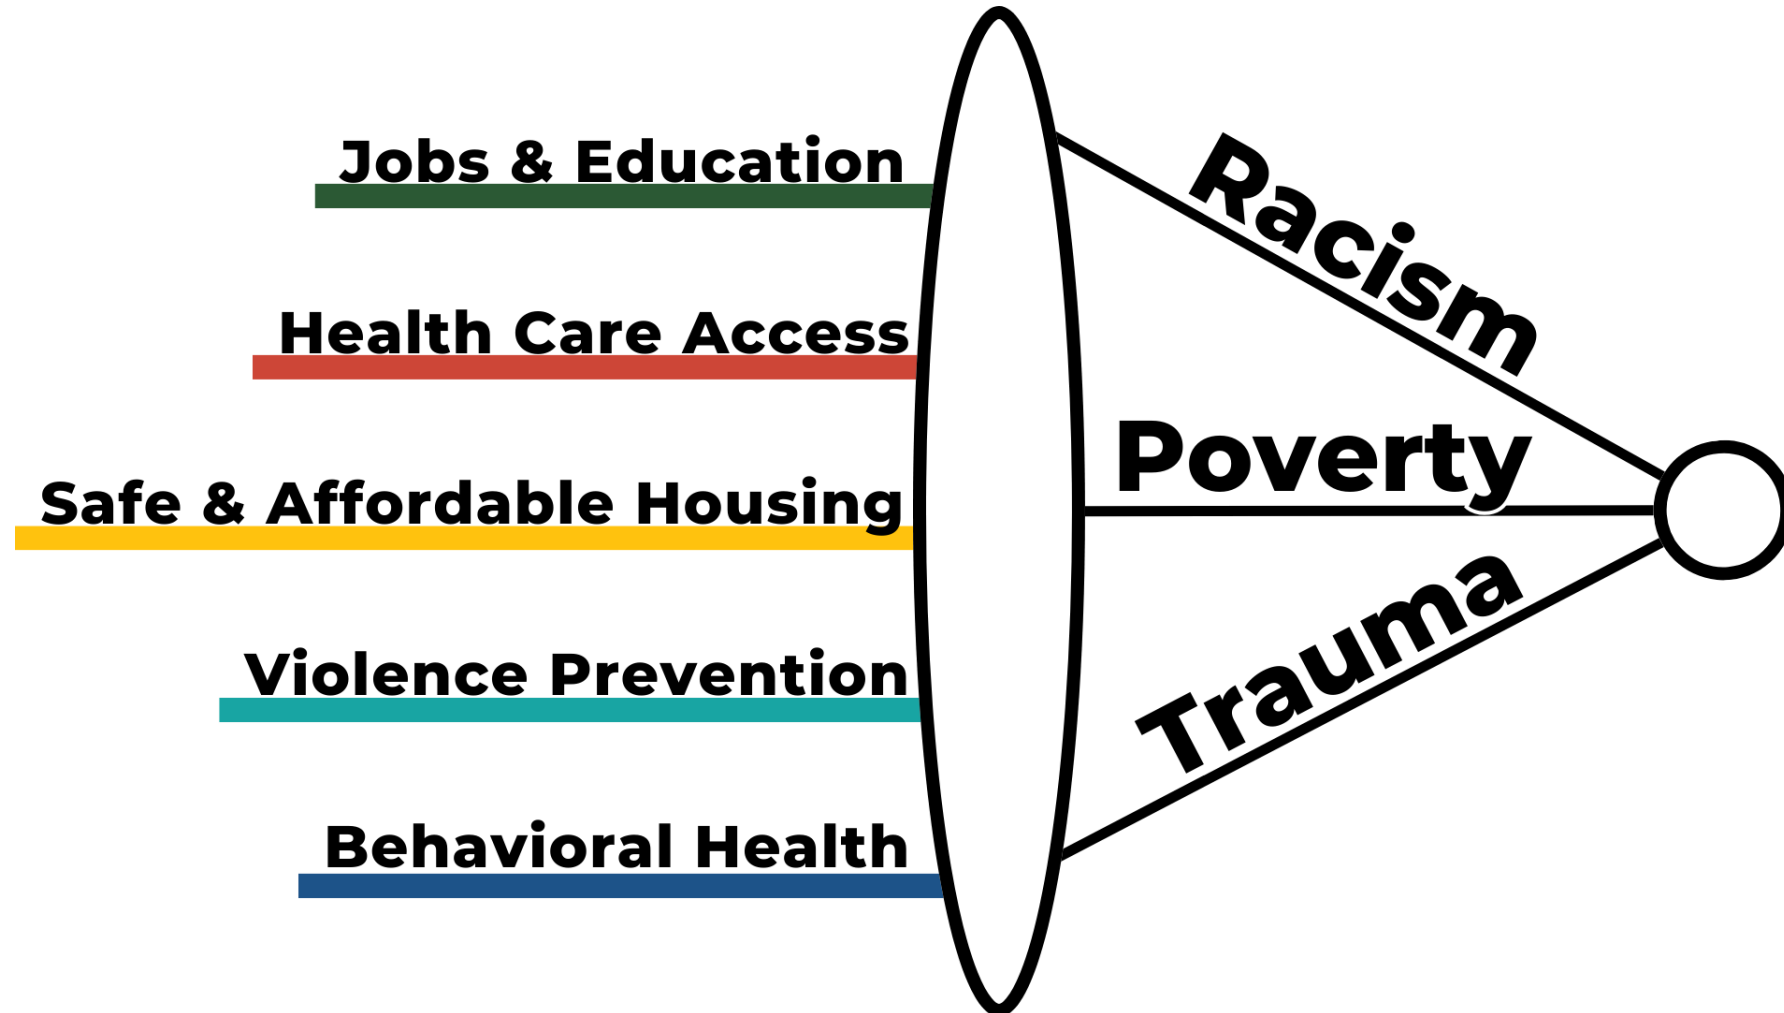 Jobs & Education
Health Care Access
Safe & Affordable Housing
Violence Prevention
Behavioral Health
Racism
Poverty
Trauma